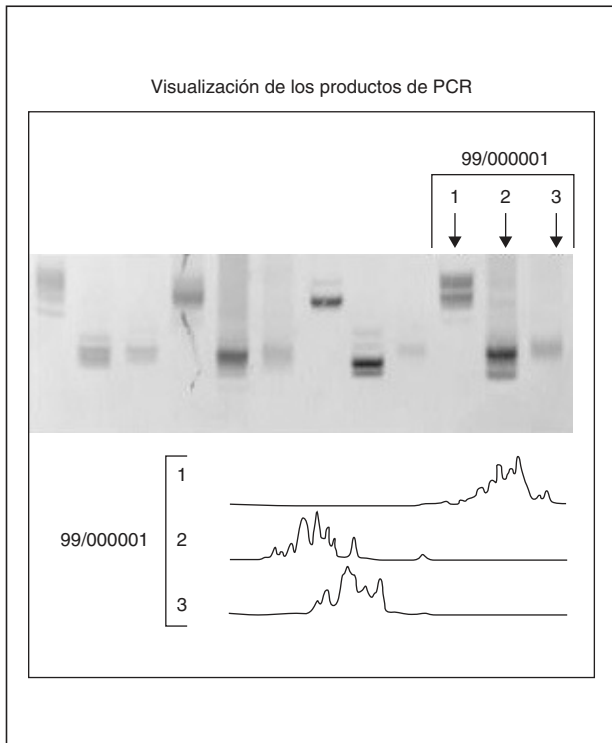 Visualización de los productos de PCR
99/000001
1 2 3
1
99/000001 2
3